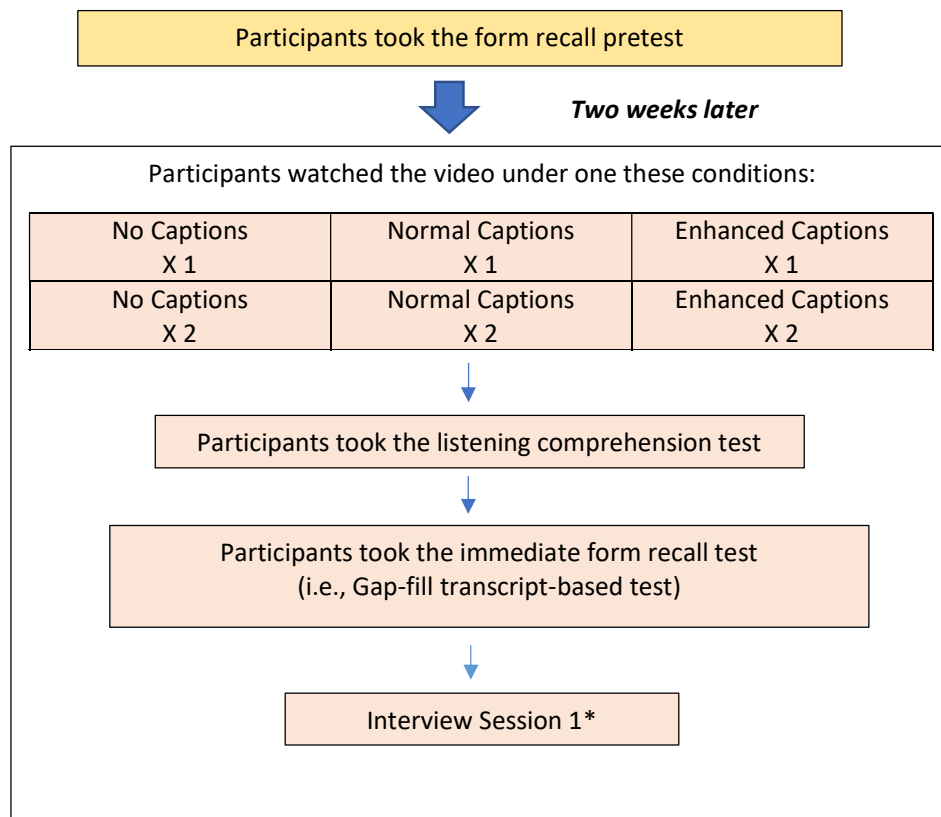 Participants took the form recall pretest
Two weeks later
Participants watched the video under one these conditions:
No Captions
X 1
Normal Captions
X 1
Enhanced Captions
X 1
No Captions
X 2
Normal Captions
X 2
Enhanced Captions
X 2
Participants took the listening comprehension test
Participants took the immediate form recall test
(i.e., Gap-fill transcript-based test)
Interview Session 1*